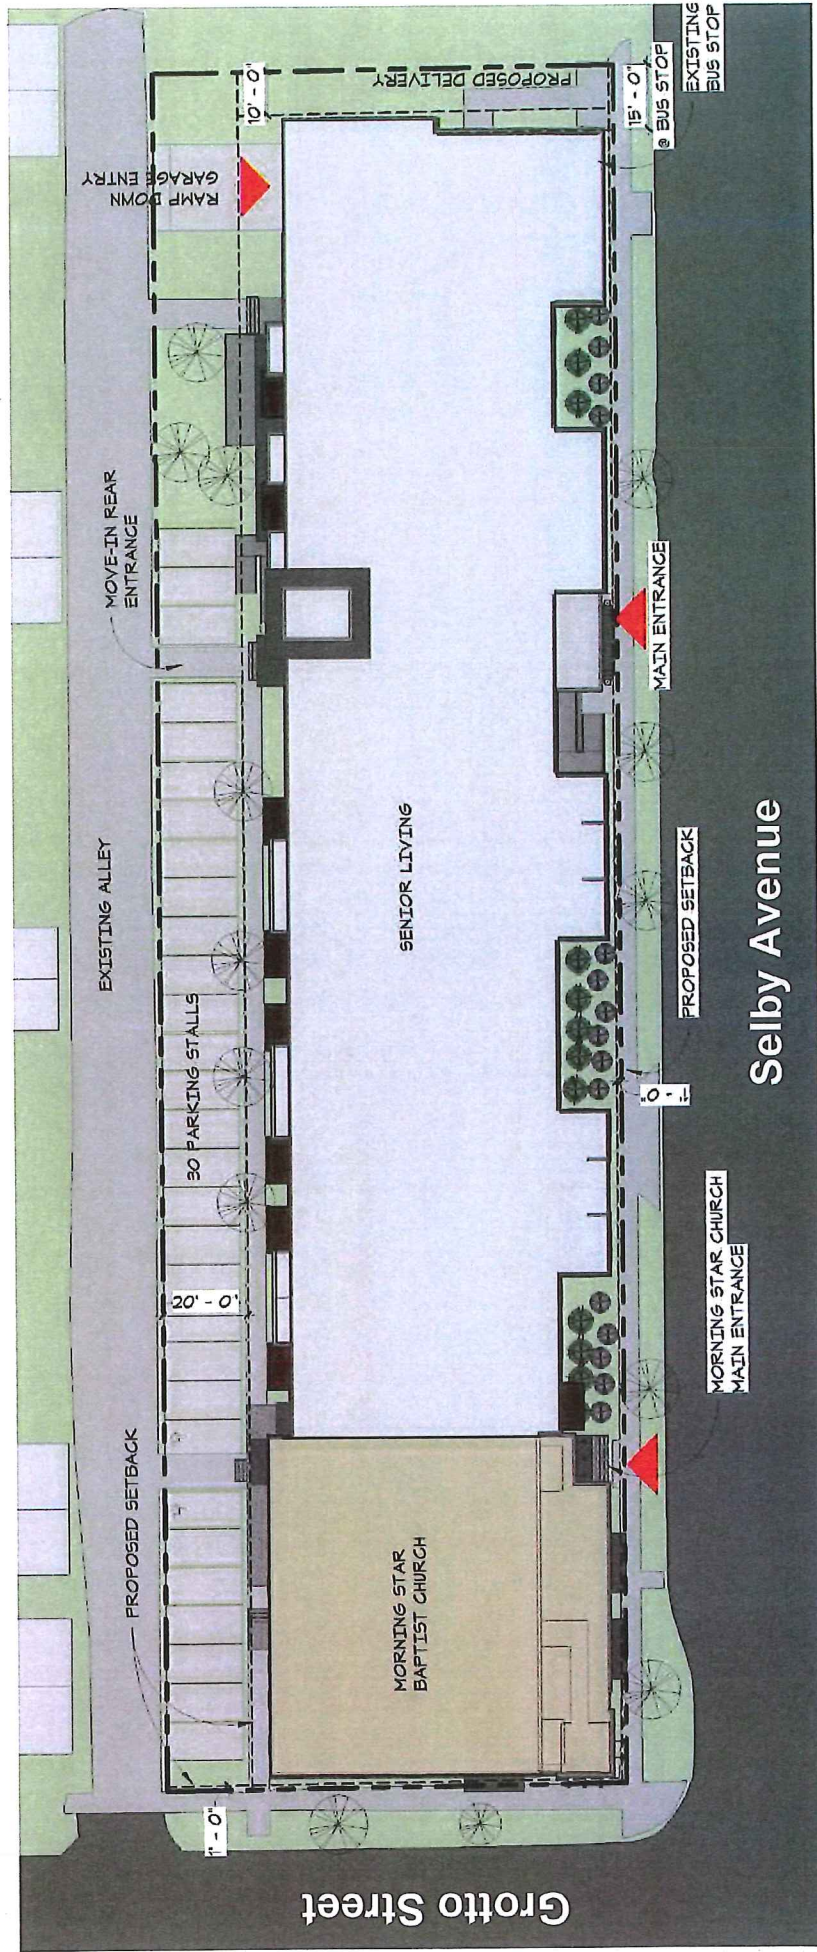 EXISTING ALLEY
MOVE-IN REAR
ENTRANCE
RAMP DOWN
GARAGE ENTRY
PROPOSED SETBACK
30 PARKING STALLS
20' - 0"
1' - 0"
10' - 0"
PROPOSED DELIVERY
SENIOR LIVING
MORNING STAR
BAPTIST CHURCH
15' - 0"
@ BUS STOP
EXISTING
BUS STOP
MAIN ENTRANCE
PROPOSED SETBACK
1' - 0"
MORNING STAR CHURCH
MAIN ENTRANCE
Selby Avenue
Grotto Street